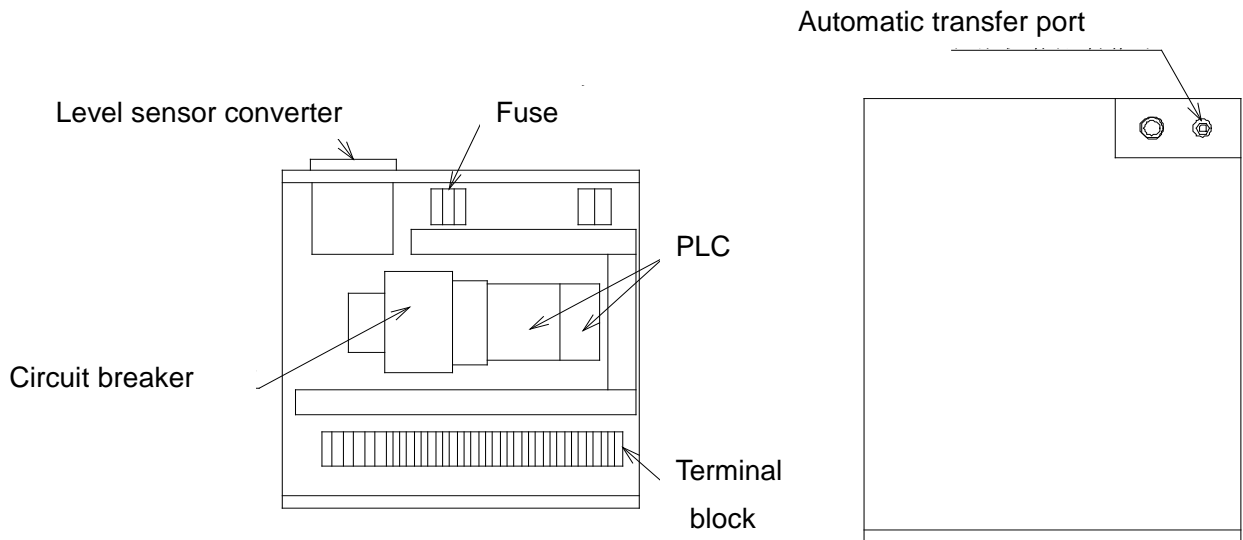 Automatic transfer port
Level sensor converter
Fuse
PLC
Circuit breaker
Terminal
block